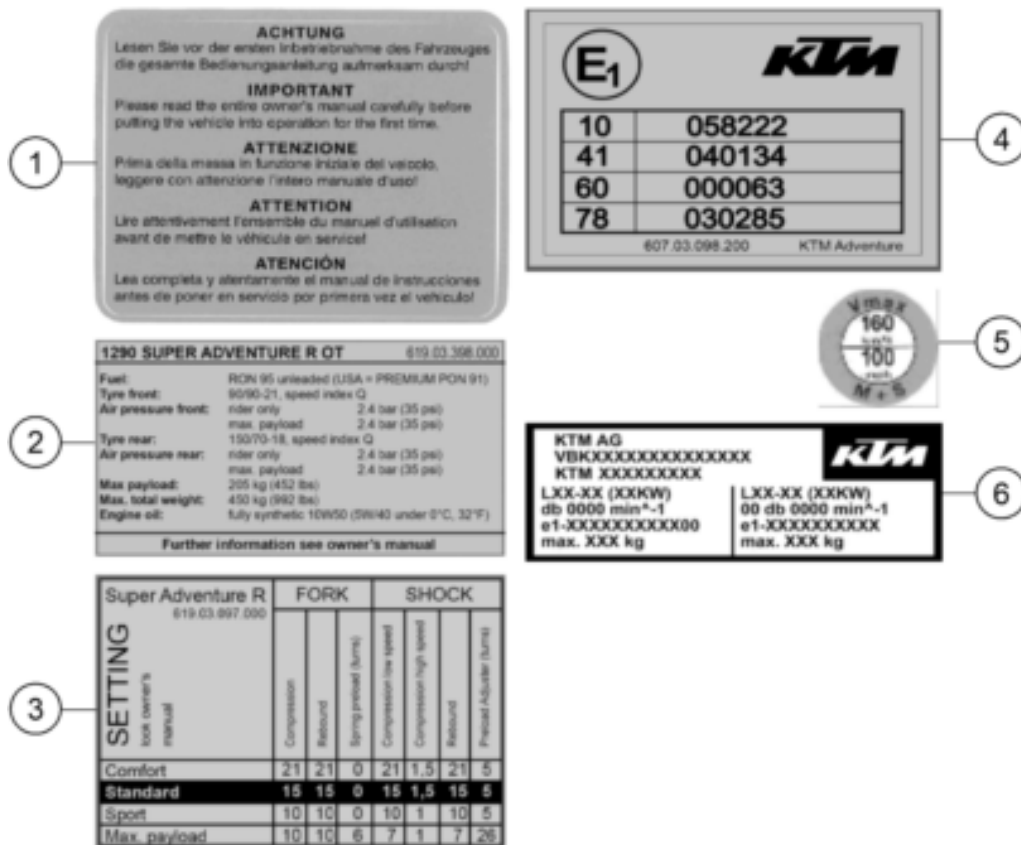 1
ACHTUNG
Lesen Sie vor der ersten Inbetriebnahme des Fahrzeuges
die gesamte Bedienungsanleitung aufmerksam durch!
IMPORTANT
Please read the entire owner's manual carefully before
putting the vehicle into operation for the first time.
ATTENZIONE
Prima della messa in funzione iniziale del veicolo,
leggere con attenzione l'intero manuale d'uso!
ATTENTION
Lire attentivement l'ensemble du manuel d'utilisation
avant de mettre le véhicule en service!
ATENCIÓN
Lea completa y atentamente el manual de instrucciones
antes de poner en servicio por primera vez el vehiculo!
2
1290 SUPER ADVENTURE R OT 619.03.398.000
Fuel: RON 95 unleaded (USA = PREMIUM PON 91)
Tyre front: 90/90-21, speed index Q
Air pressure front: rider only 2.4 bar (35 psi)
max. payload 2.4 bar (35 psi)
Tyre rear: 150/70-18, speed index Q
Air pressure rear: rider only 2.4 bar (35 psi)
max. payload 2.4 bar (35 psi)
Max payload: 205 kg (452 lbs)
Max. total weight: 450 kg (992 lbs)
Engine oil: fully synthetic 10W50 (5W/40 under 0°C, 32°F)
Further information see owner's manual
3
Super Adventure R FORK SHOCK
619.03.097.000
SETTING
look owner's
manual
Compression
Rebound
Spring preload (turns)
Compression low speed
Compression high speed
Rebound
Preload Adjuster (turns)
Comfort 21 21 0 21 1,5 21 5
Standard 15 15 0 15 1,5 15 5
Sport 10 10 0 10 1 10 5
Max. payload 10 10 6 7 1 7 26
4
E1 KTM
10 058222
41 040134
60 000063
78 030285
607.03.098.200 KTM Adventure
5
Vmax
160
km/h
100
mph
M + S
6
KTM AG
VBKXXXXXXXXXXXXXX
KTM XXXXXXXXX
KTM
LXX-XX (XXKW)
db 0000 min^-1
e1-XXXXXXXXXX00
max. XXX kg
LXX-XX (XXKW)
00 db 0000 min^-1
e1-XXXXXXXXXX
max. XXX kg